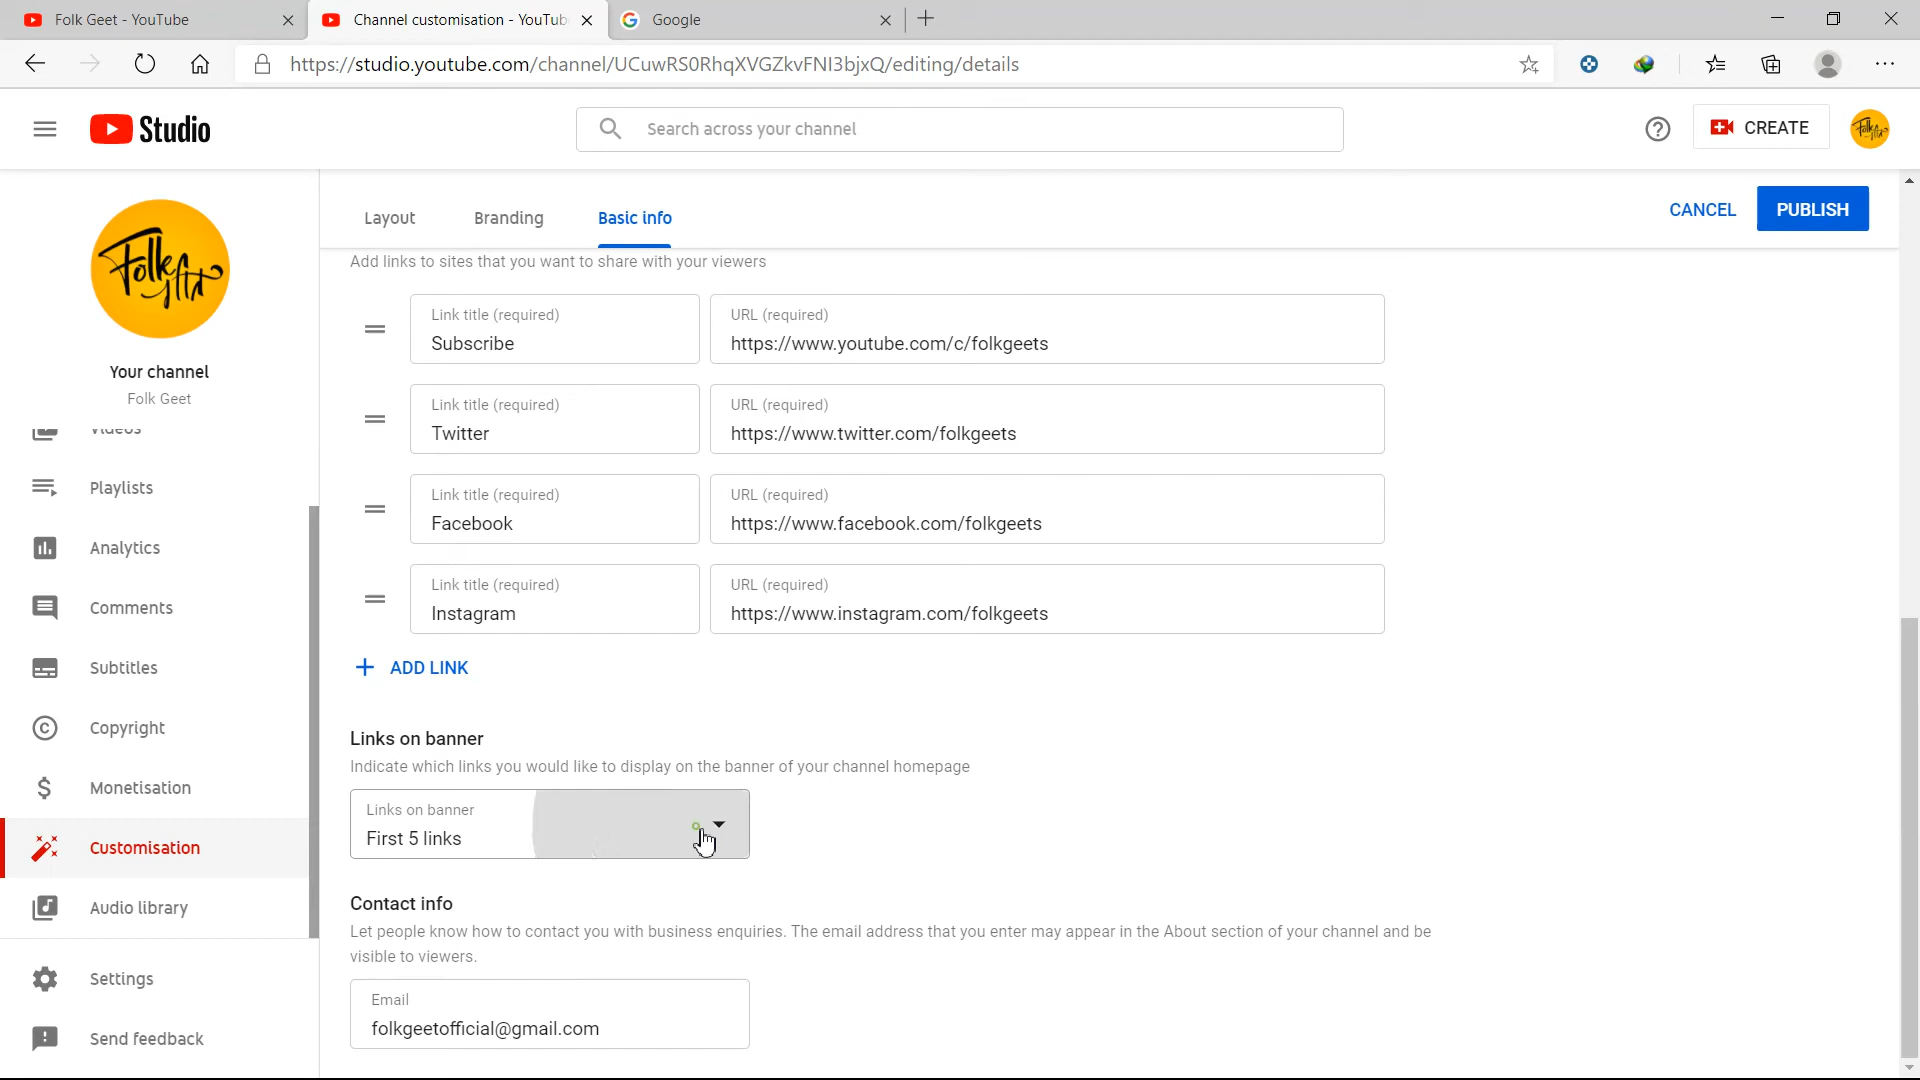 Folk Geet - YouTube
Channel customisation - YouTub
Google
https://studio.youtube.com/channel/UCuwRS0RhqXVGZkvFNI3bjxQ/editing/details
Studio
Search across your channel
CREATE
Layout
Branding
Basic info
CANCEL
PUBLISH
Your channel
Folk Geet
Videos
Playlists
Analytics
Comments
Subtitles
Copyright
Monetisation
Customisation
Audio library
Settings
Send feedback
Add links to sites that you want to share with your viewers
Link title (required)
Subscribe
URL (required)
https://www.youtube.com/c/folkgeets
Link title (required)
Twitter
URL (required)
https://www.twitter.com/folkgeets
Link title (required)
Facebook
URL (required)
https://www.facebook.com/folkgeets
Link title (required)
Instagram
URL (required)
https://www.instagram.com/folkgeets
+ ADD LINK
Links on banner
Indicate which links you would like to display on the banner of your channel homepage
Links on banner
First 5 links
Contact info
Let people know how to contact you with business enquiries. The email address that you enter may appear in the About section of your channel and be
visible to viewers.
Email
folkgeetofficial@gmail.com